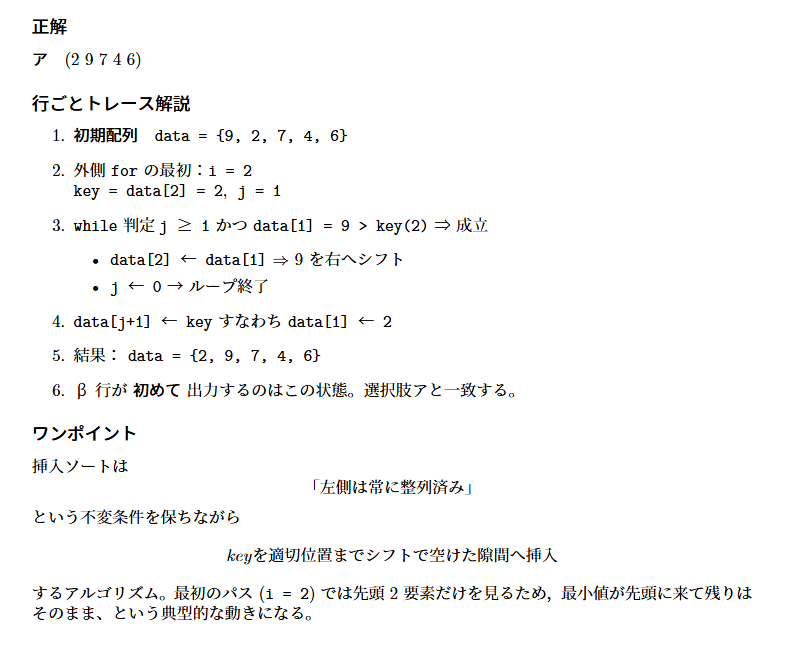 正解
ア (2 9 7 4 6)
行ごとトレース解説
1. 初期配列 data = {9, 2, 7, 4, 6}
2. 外側 for の最初：i = 2
key = data[2] = 2, j = 1
3. while 判定 j ≥ 1 かつ data[1] = 9 > key(2) ⇒ 成立
• data[2] ← data[1] ⇒ 9 を右へシフト
• j ← 0 → ループ終了
4. data[j+1] ← key すなわち data[1] ← 2
5. 結果： data = {2, 9, 7, 4, 6}
6. β 行が 初めて 出力するのはこの状態。選択肢アと一致する。
ワンポイント
挿入ソートは
「左側は常に整列済み」
という不変条件を保ちながら
keyを適切位置までシフトで空けた隙間へ挿入
するアルゴリズム。最初のパス (i = 2) では先頭 2 要素だけを見るため，最小値が先頭に来て残りは
そのまま、という典型的な動きになる。